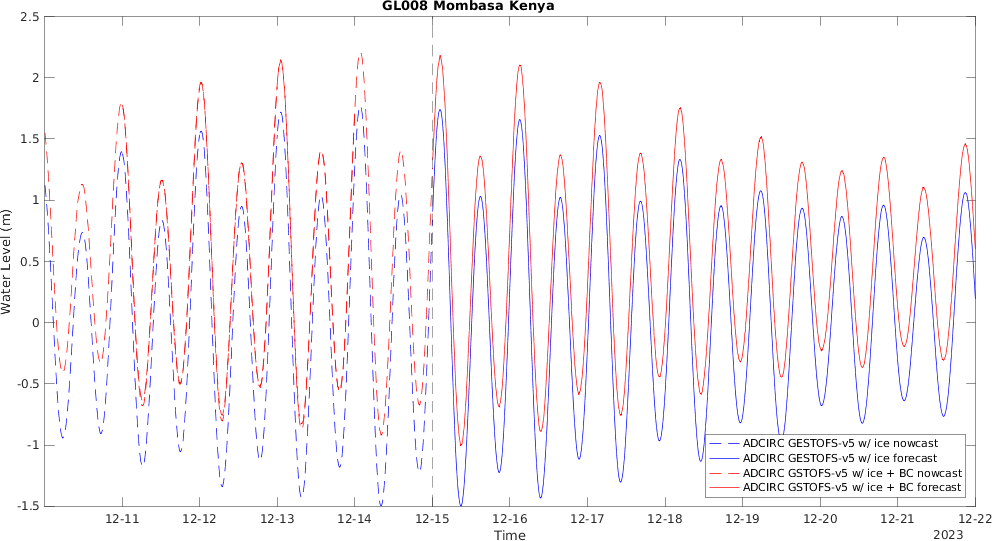 GL008 Mombasa Kenya
2.5
2
1.5
1
0.5
0
-0.5
-1
-1.5
Water Level (m)
ADCIRC GESTOFS-v5 w/ ice nowcast
ADCIRC GESTOFS-v5 w/ ice forecast
ADCIRC GSTOFS-v5 w/ ice + BC nowcast
ADCIRC GSTOFS-v5 w/ ice + BC forecast
12-11 12-12 12-13 12-14 12-15 12-16 12-17 12-18 12-19 12-20 12-21 12-22
Time
2023